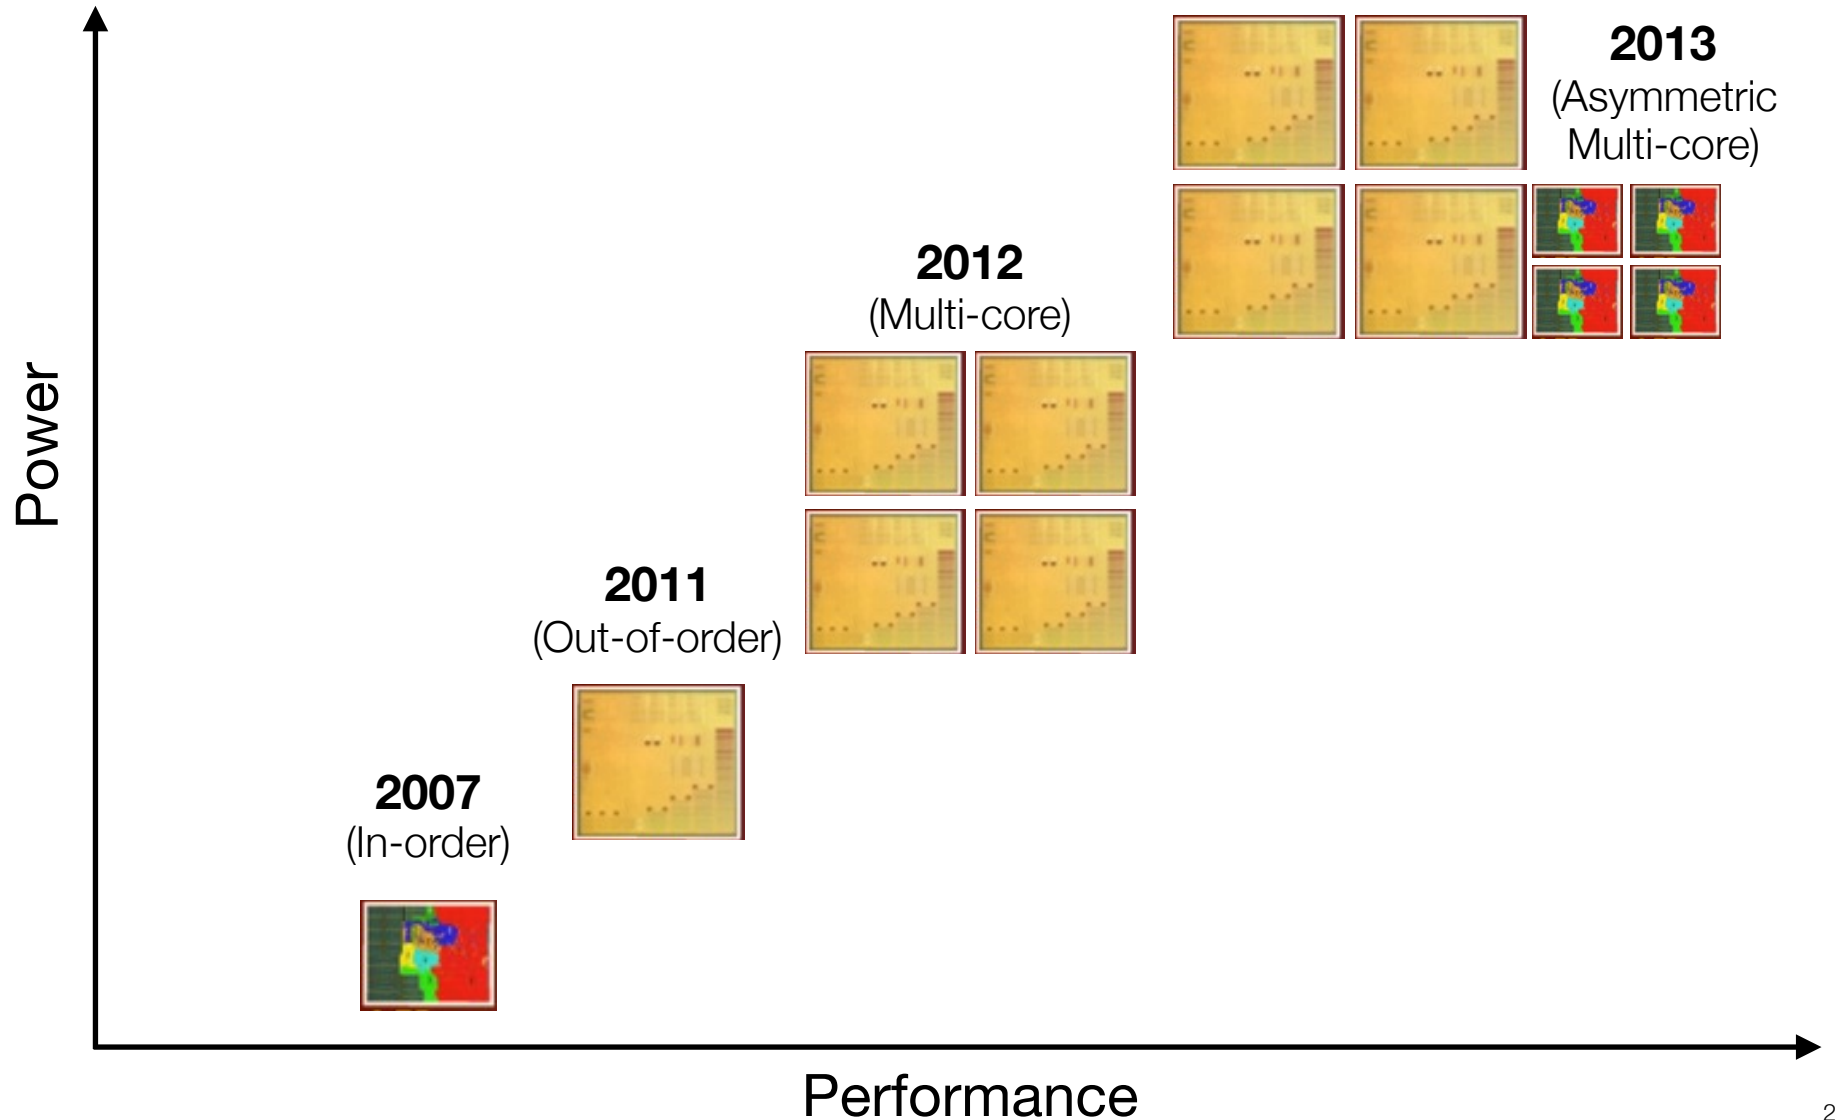 2013
(Asymmetric
Multi-core)
2012
(Multi-core)
Power
2011
(Out-of-order)
2007
(In-order)
Performance
2